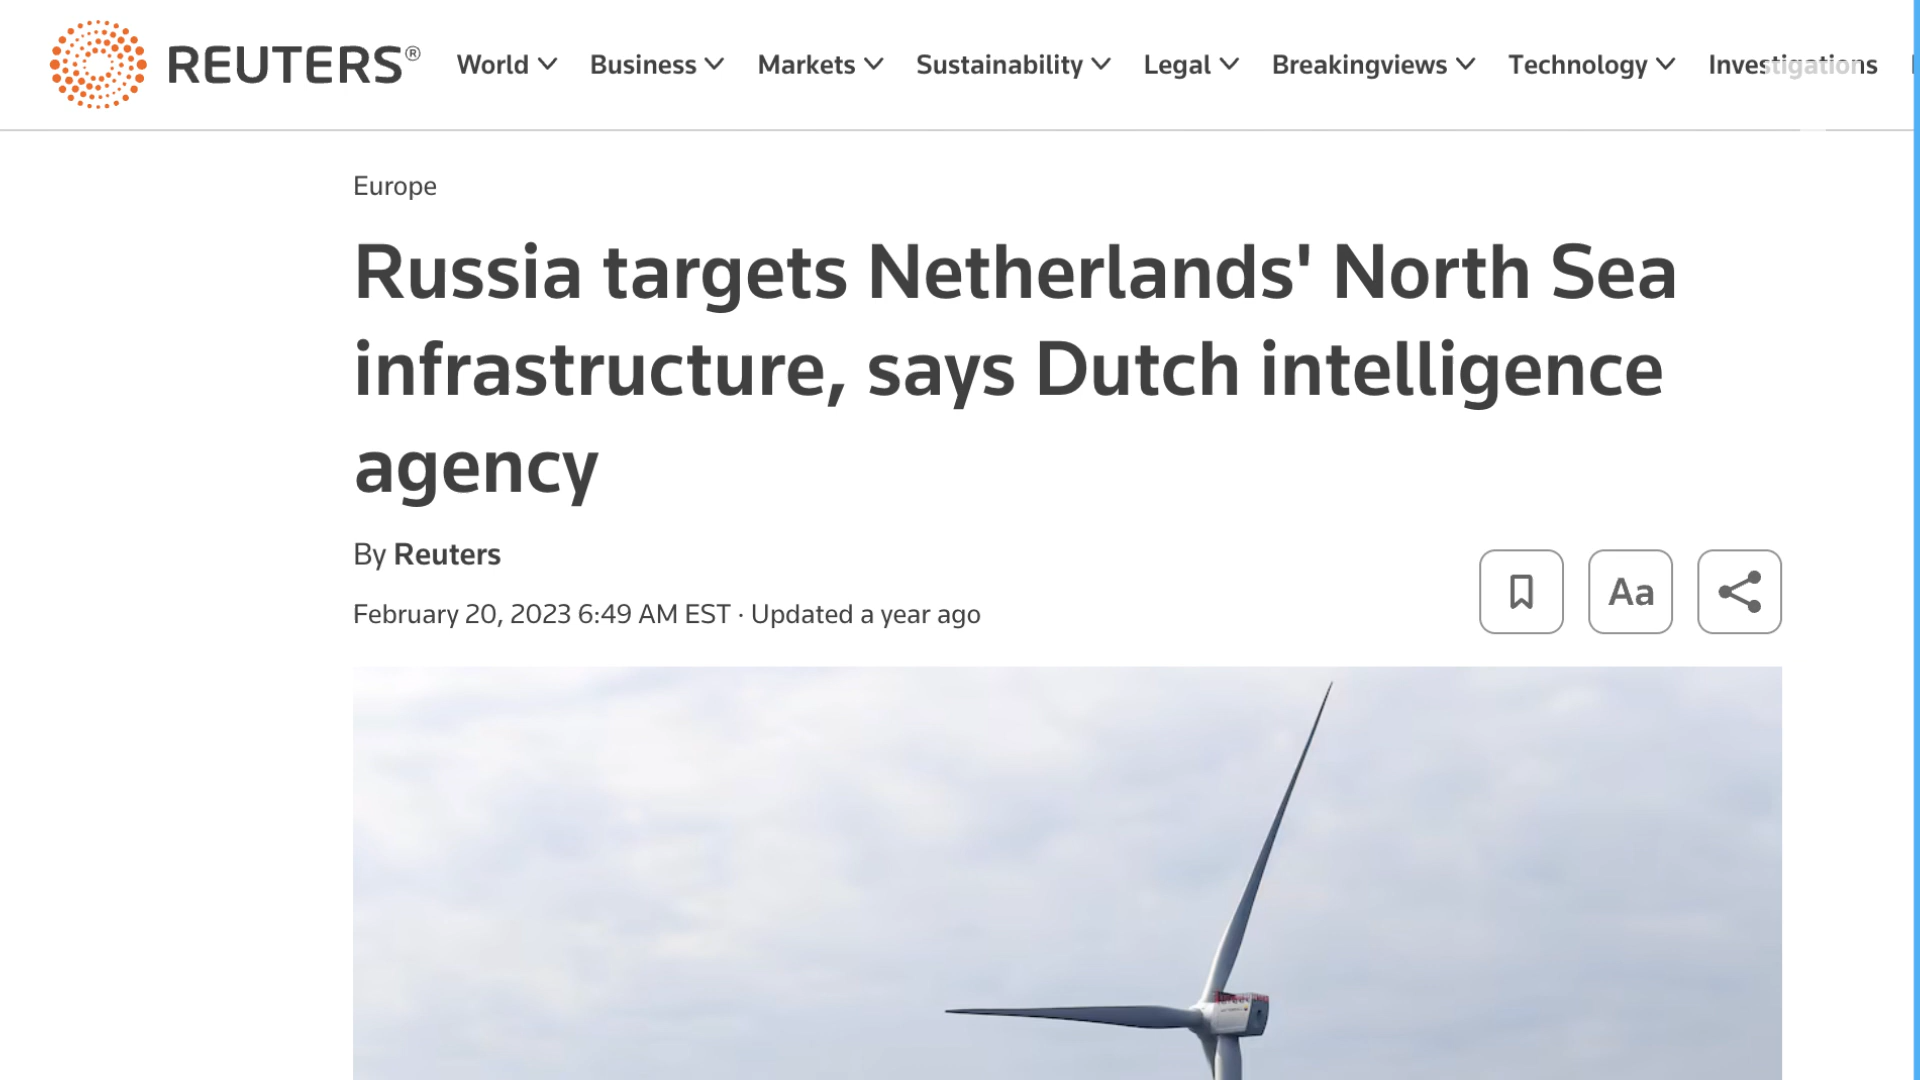 REUTERS®
World Business Markets Sustainability Legal Breakingviews Technology Investigations
Europe
Russia targets Netherlands' North Sea
infrastructure, says Dutch intelligence
agency
By Reuters
February 20, 2023 6:49 AM EST · Updated a year ago
Aa